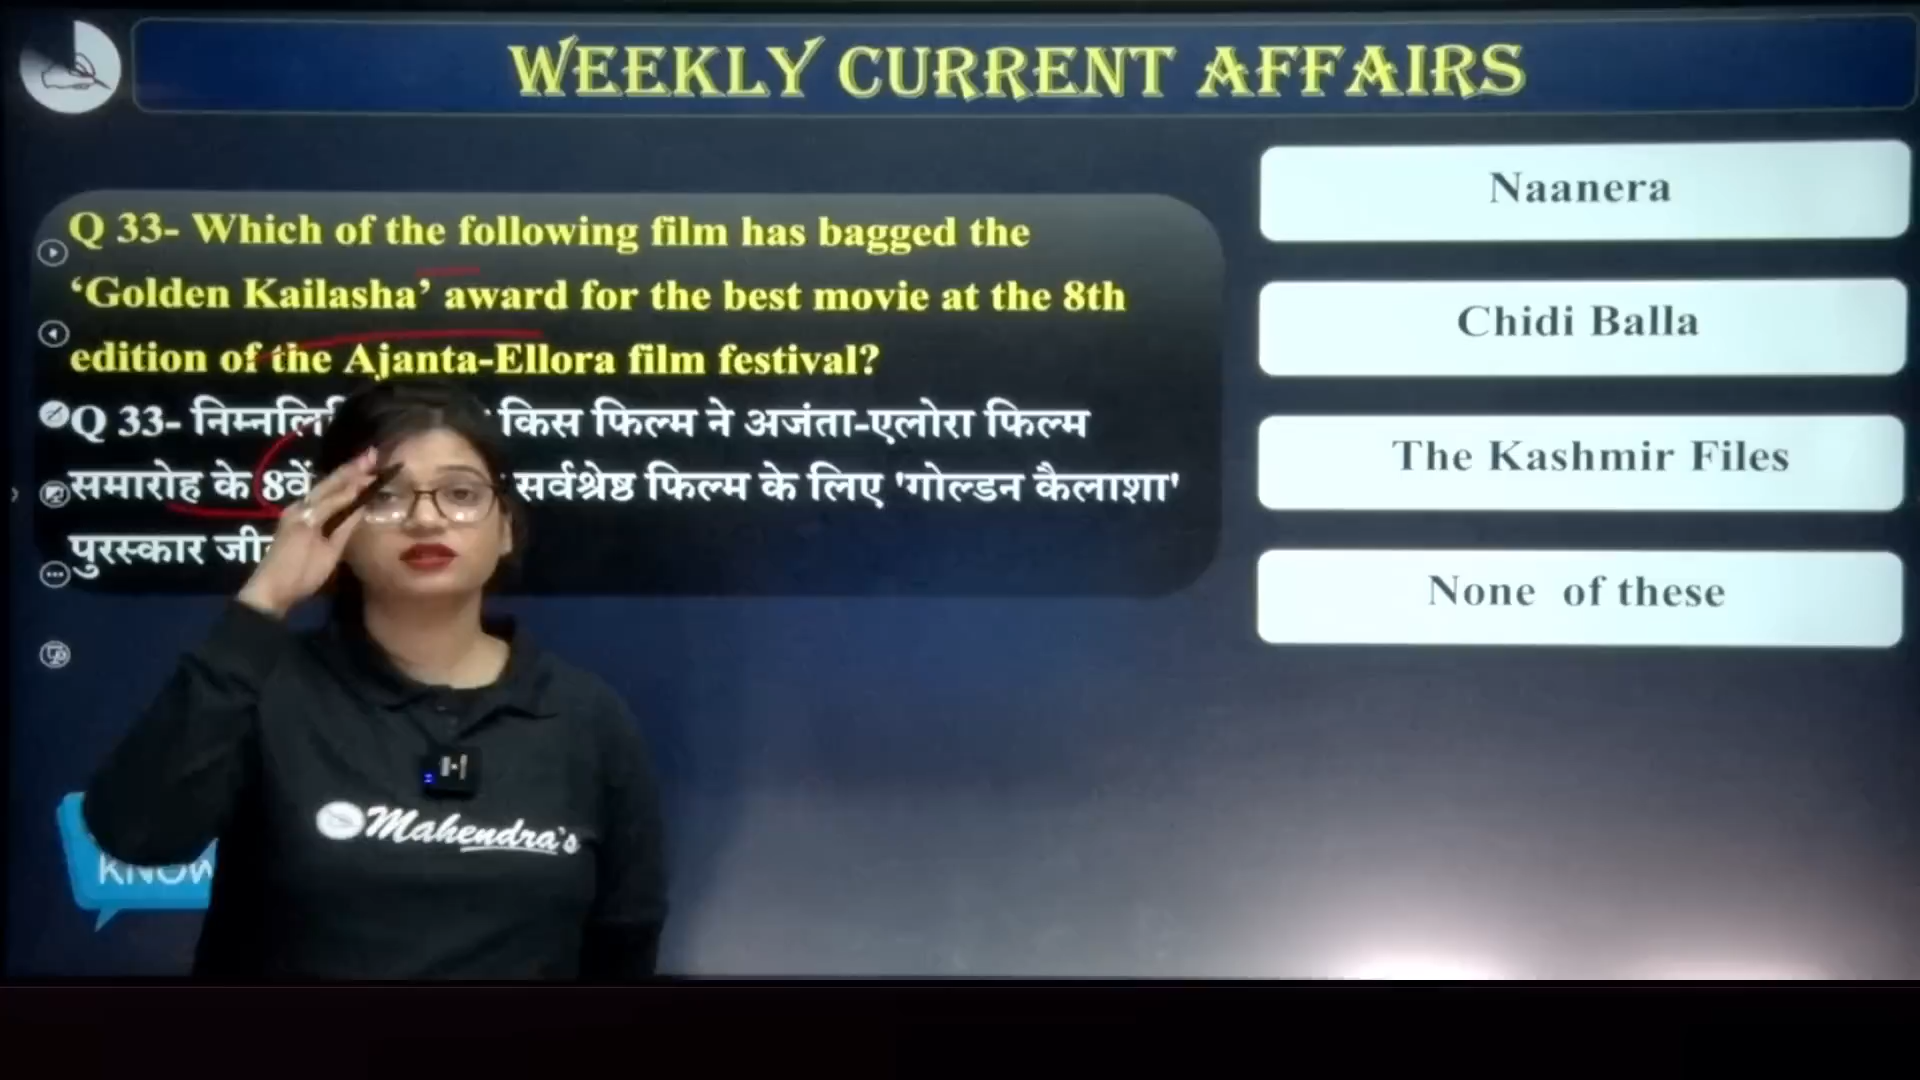 WEEKLY CURRENT AFFAIRS
Q 33- Which of the following film has bagged the
‘Golden Kailasha’ award for the best movie at the 8th
edition of the Ajanta-Ellora film festival?
Q 33- किस फिल्म ने अजंता-एलोरा फिल्म
समारोह के 8वें सर्वश्रेष्ठ फिल्म के लिए 'गोल्डन कैलाशा'
पुरस्कार
Naanera
Chidi Balla
The Kashmir Files
None of these
KNOW
Mahendra's